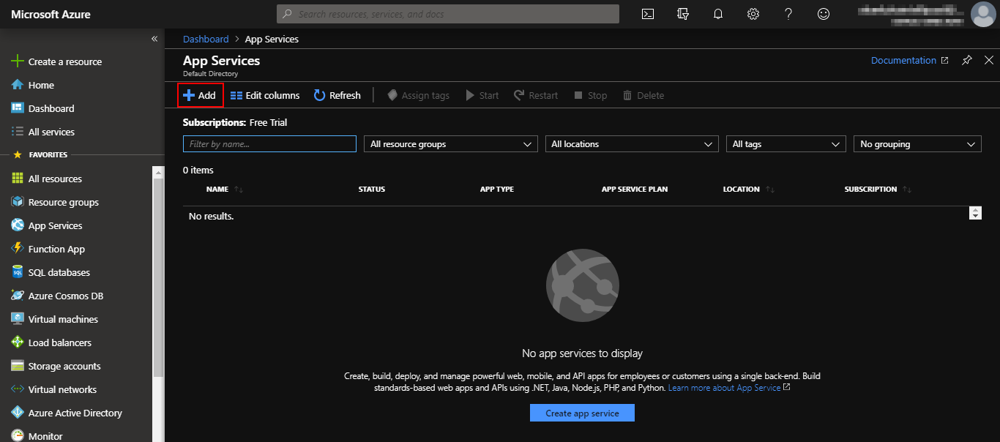 Microsoft Azure
Search resources, services, and docs
«
Create a resource
Home
Dashboard
All services
FAVORITES
All resources
Resource groups
App Services
Function App
SQL databases
Azure Cosmos DB
Virtual machines
Load balancers
Storage accounts
Virtual networks
Azure Active Directory
Monitor
Dashboard > App Services
App Services
Default Directory
Documentation
Add Edit columns Refresh Assign tags Start Restart Stop Delete
Subscriptions: Free Trial
Filter by name... All resource groups All locations All tags No grouping
0 items
NAME STATUS APP TYPE APP SERVICE PLAN LOCATION SUBSCRIPTION
No results.
No app services to display
Create, build, deploy, and manage powerful web, mobile, and API apps for employees or customers using a single back-end. Build
standards-based web apps and APIs using .NET, Java, Node.js, PHP, and Python. Learn more about App Service
Create app service